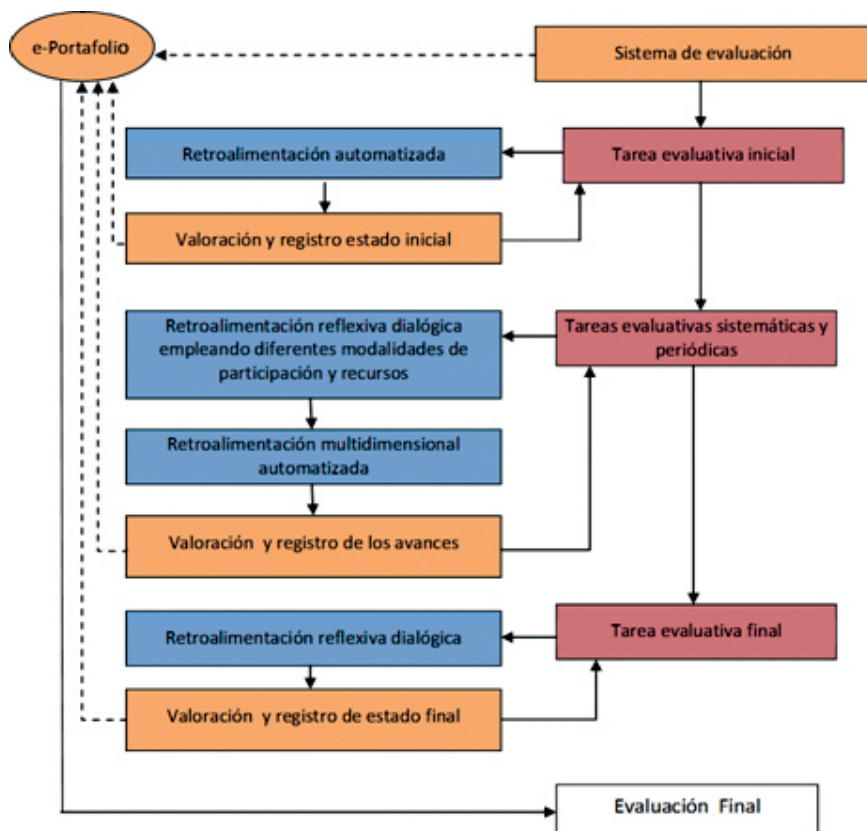 e-Portafolio
Sistema de evaluación
Retroalimentación automatizada
Tarea evaluativa inicial
Valoración y registro estado inicial
Retroalimentación reflexiva dialógica
empleando diferentes modalidades de
participación y recursos
Tareas evaluativas sistemáticas y
periódicas
Retroalimentación multidimensional
automatizada
Valoración y registro de los avances
Retroalimentación reflexiva dialógica
Tarea evaluativa final
Valoración y registro de estado final
Evaluación Final